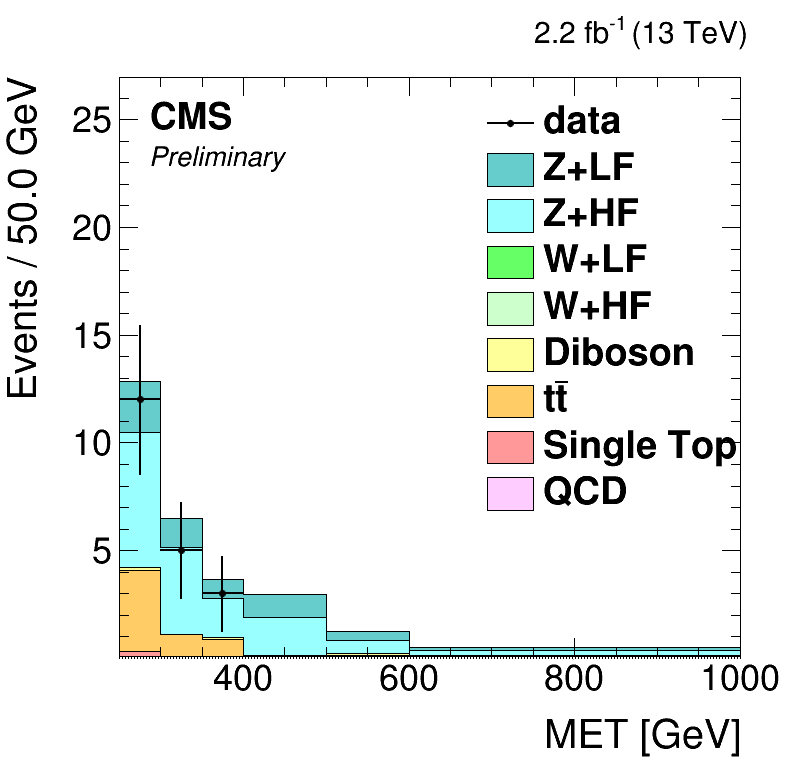 2.2 fb⁻¹ (13 TeV)
Events / 50.0 GeV
CMS
Preliminary
data
Z+LF
Z+HF
W+LF
W+HF
Diboson
tt̄
Single Top
QCD
25
20
15
10
5
400 600 800 1000
MET [GeV]